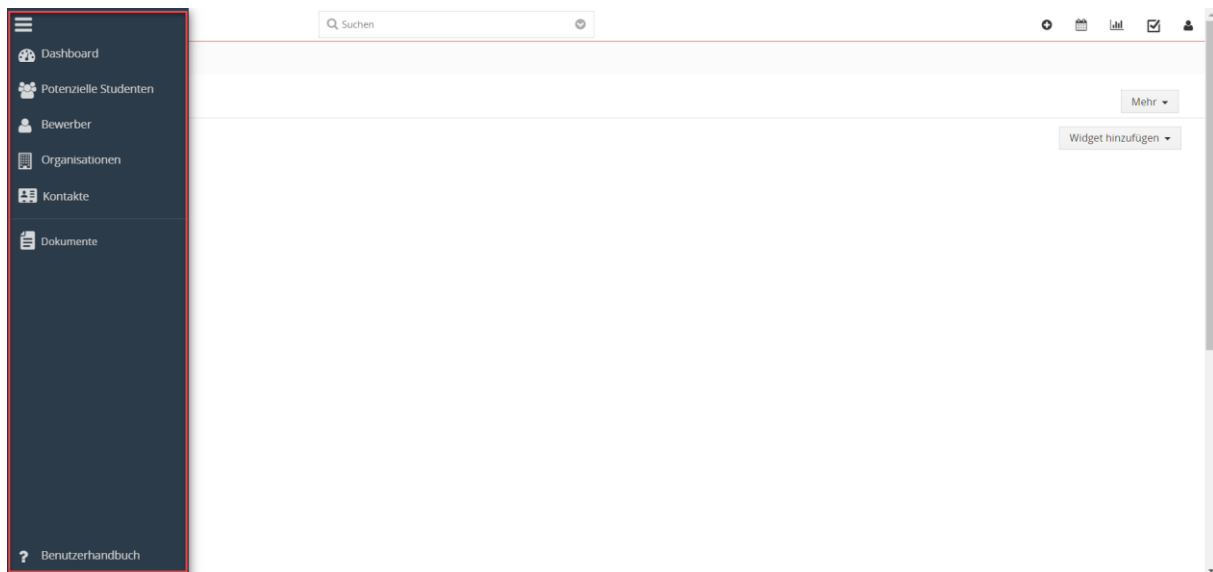 Suchen
Dashboard
Potenzielle Studenten
Mehr
Bewerber
Widget hinzufügen
Organisationen
Kontakte
Dokumente
Benutzerhandbuch